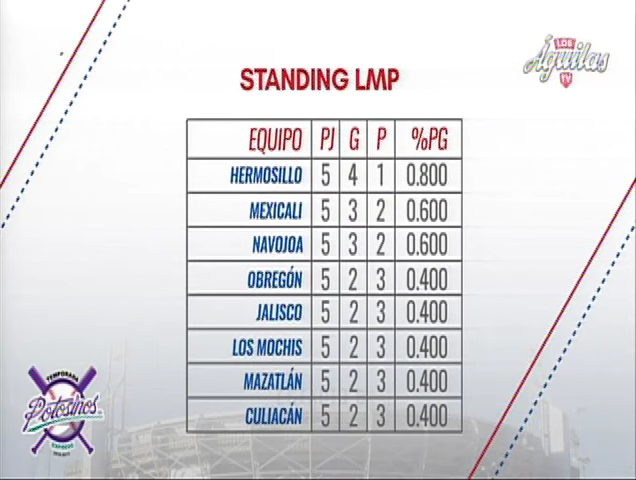 LOS
Águilas
TV
STANDING LMP
EQUIPO PJ G P %PG
HERMOSILLO 5 4 1 0.800
MEXICALI 5 3 2 0.600
NAVOJOA 5 3 2 0.600
OBREGÓN 5 2 3 0.400
JALISCO 5 2 3 0.400
LOS MOCHIS 5 2 3 0.400
MAZATLÁN 5 2 3 0.400
CULIACÁN 5 2 3 0.400
TEMPORADA
Potosinos
EXPRESS